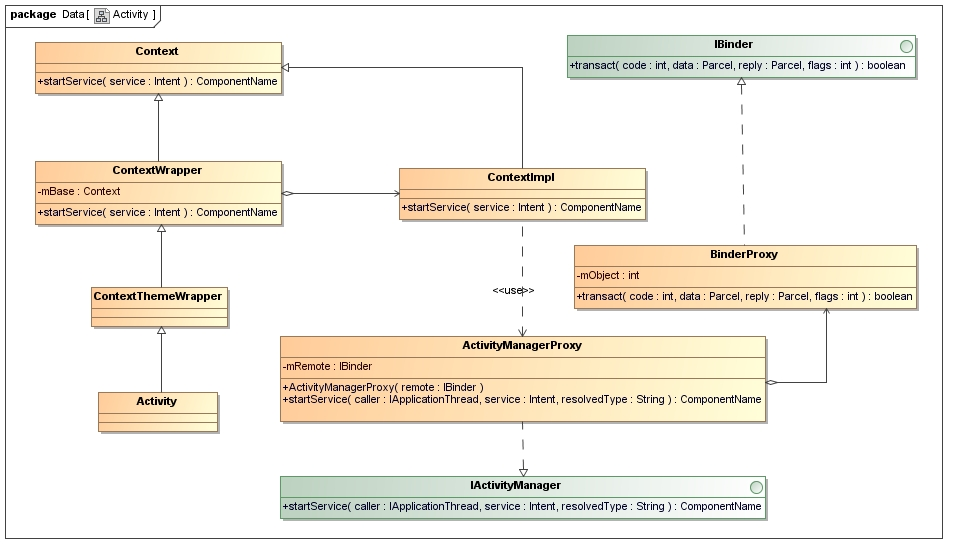 package Data[ Activity ]
Context
+startService( service : Intent ) : ComponentName
IBinder
+transact( code : int, data : Parcel, reply : Parcel, flags : int ) : boolean
ContextWrapper
-mBase : Context
+startService( service : Intent ) : ComponentName
ContextImpl
+startService( service : Intent ) : ComponentName
BinderProxy
-mObject : int
+transact( code : int, data : Parcel, reply : Parcel, flags : int ) : boolean
ContextThemeWrapper
<<use>>
ActivityManagerProxy
-mRemote : IBinder
+ActivityManagerProxy( remote : IBinder )
+startService( caller : IApplicationThread, service : Intent, resolvedType : String ) : ComponentName
Activity
IActivityManager
+startService( caller : IApplicationThread, service : Intent, resolvedType : String ) : ComponentName